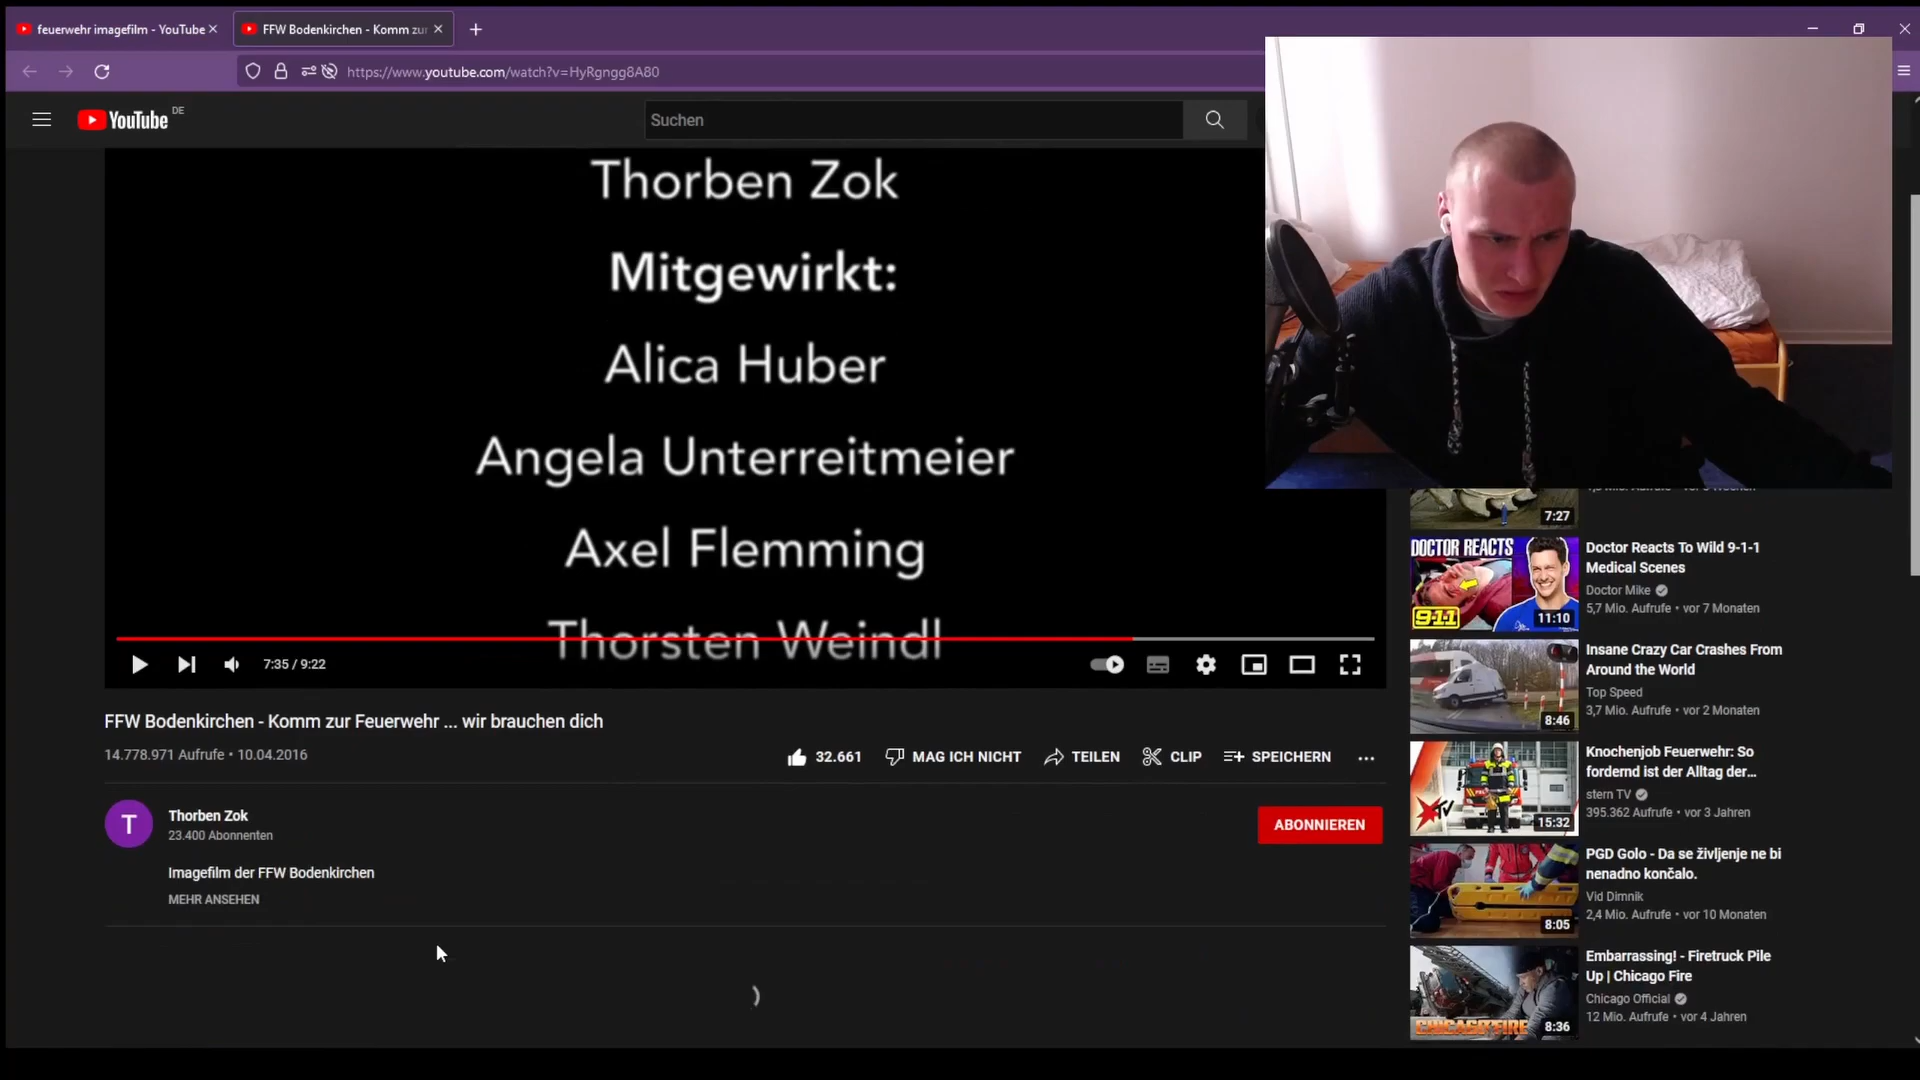 feuerwehr imagefilm - YouTube
FFW Bodenkirchen - Komm zur
https://www.youtube.com/watch?v=HyRgngg8A80
YouTube DE
Suchen
Thorben Zok
Mitgewirkt:
Alica Huber
Angela Unterreitmeier
Axel Flemming
Thorsten Weindl
7:35 / 9:22
FFW Bodenkirchen - Komm zur Feuerwehr ... wir brauchen dich
14.778.971 Aufrufe • 10.04.2016
32.661
MAG ICH NICHT
TEILEN
CLIP
SPEICHERN
T
Thorben Zok
23.400 Abonnenten
ABONNIEREN
Imagefilm der FFW Bodenkirchen
MEHR ANSEHEN
7:27
DOCTOR REACTS
9-1-1
11:10
Doctor Reacts To Wild 9-1-1
Medical Scenes
Doctor Mike
5,7 Mio. Aufrufe • vor 7 Monaten
8:46
Insane Crazy Car Crashes From
Around the World
Top Speed
3,7 Mio. Aufrufe • vor 2 Monaten
TV
15:32
Knochenjob Feuerwehr: So
fordernd ist der Alltag der...
stern TV
395.362 Aufrufe • vor 3 Jahren
8:05
PGD Golo - Da se življenje ne bi
nenadno končalo.
Vid Dimnik
2,4 Mio. Aufrufe • vor 10 Monaten
CHICAGO FIRE
8:36
Embarrassing! - Firetruck Pile
Up | Chicago Fire
Chicago Official
12 Mio. Aufrufe • vor 4 Jahren